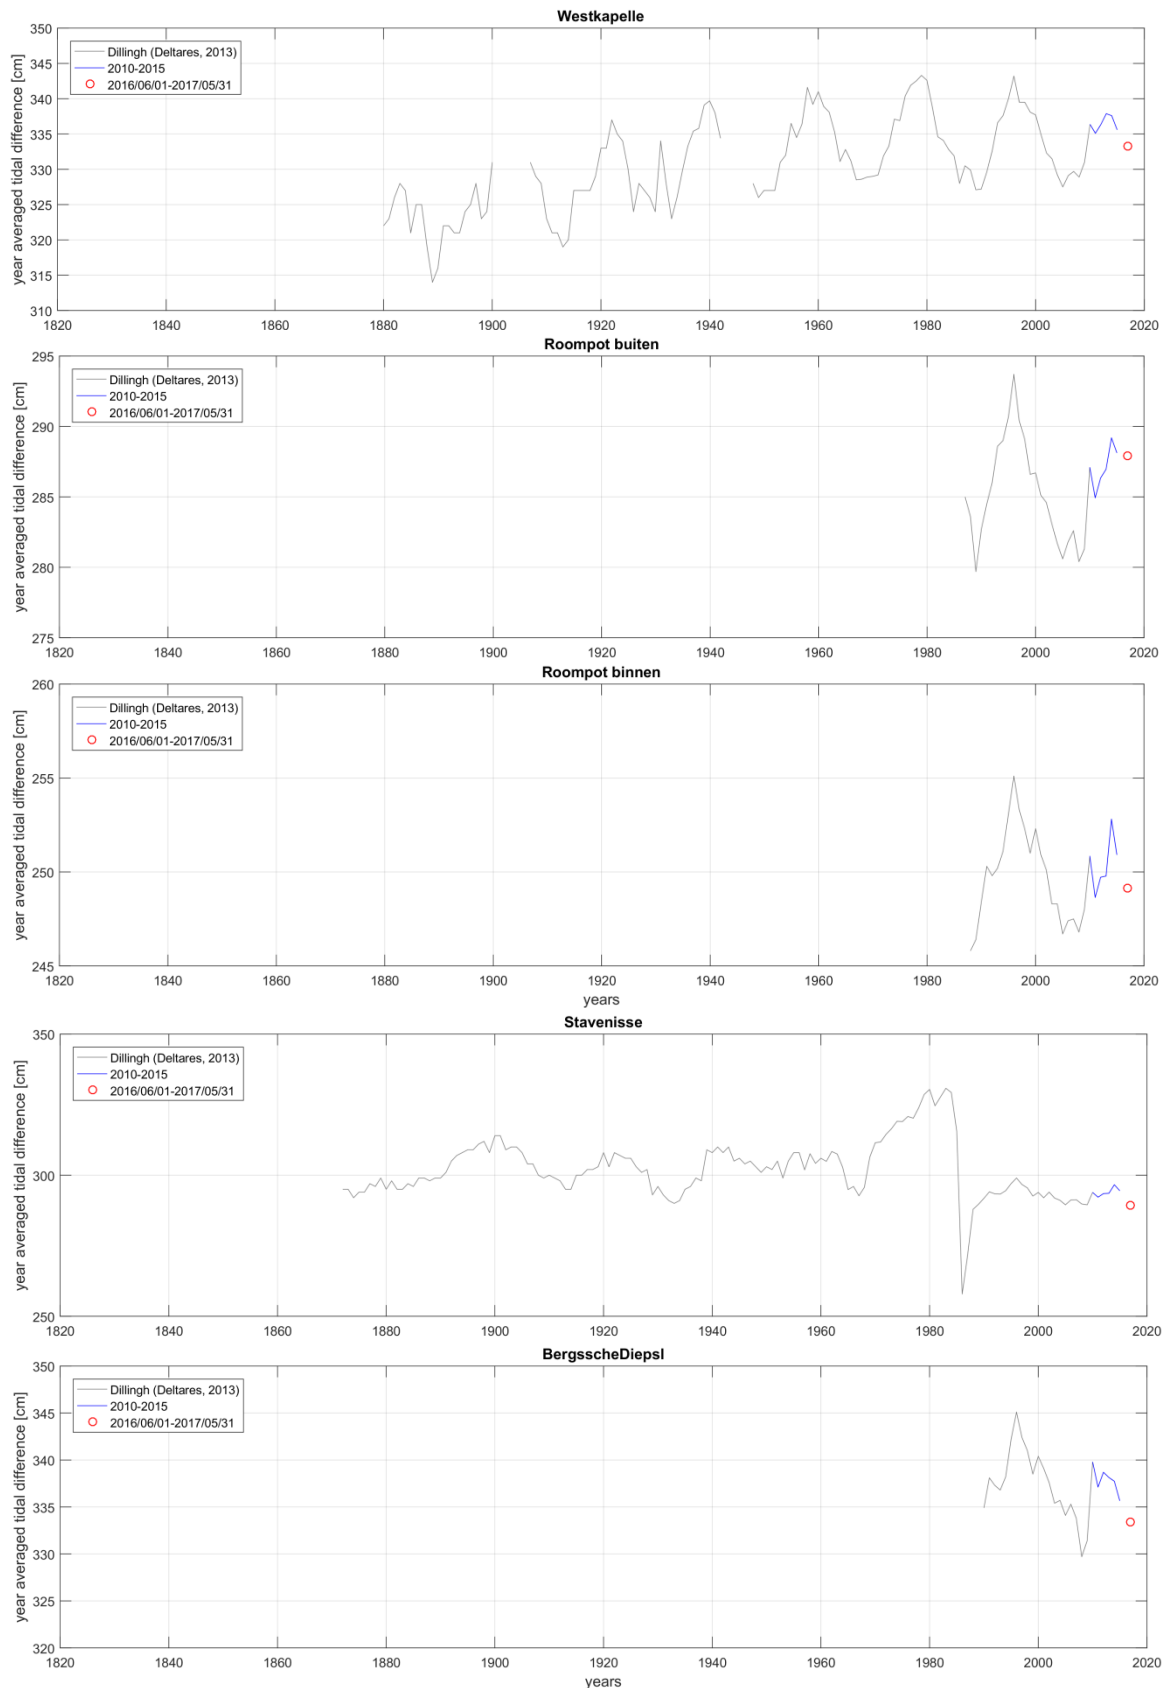 Westkapelle
year averaged tidal difference [cm]
350
345
340
335
330
325
320
315
310
Dillingh (Deltares, 2013)
2010-2015
2016/06/01-2017/05/31
1820 1840 1860 1880 1900 1920 1940 1960 1980 2000 2020
Roompot buiten
year averaged tidal difference [cm]
295
290
285
280
275
Dillingh (Deltares, 2013)
2010-2015
2016/06/01-2017/05/31
1820 1840 1860 1880 1900 1920 1940 1960 1980 2000 2020
Roompot binnen
year averaged tidal difference [cm]
260
255
250
245
Dillingh (Deltares, 2013)
2010-2015
2016/06/01-2017/05/31
1820 1840 1860 1880 1900 1920 1940 1960 1980 2000 2020
years
Stavenisse
year averaged tidal difference [cm]
350
300
250
Dillingh (Deltares, 2013)
2010-2015
2016/06/01-2017/05/31
1820 1840 1860 1880 1900 1920 1940 1960 1980 2000 2020
BergsscheDiepsl
year averaged tidal difference [cm]
350
345
340
335
330
325
320
Dillingh (Deltares, 2013)
2010-2015
2016/06/01-2017/05/31
1820 1840 1860 1880 1900 1920 1940 1960 1980 2000 2020
years